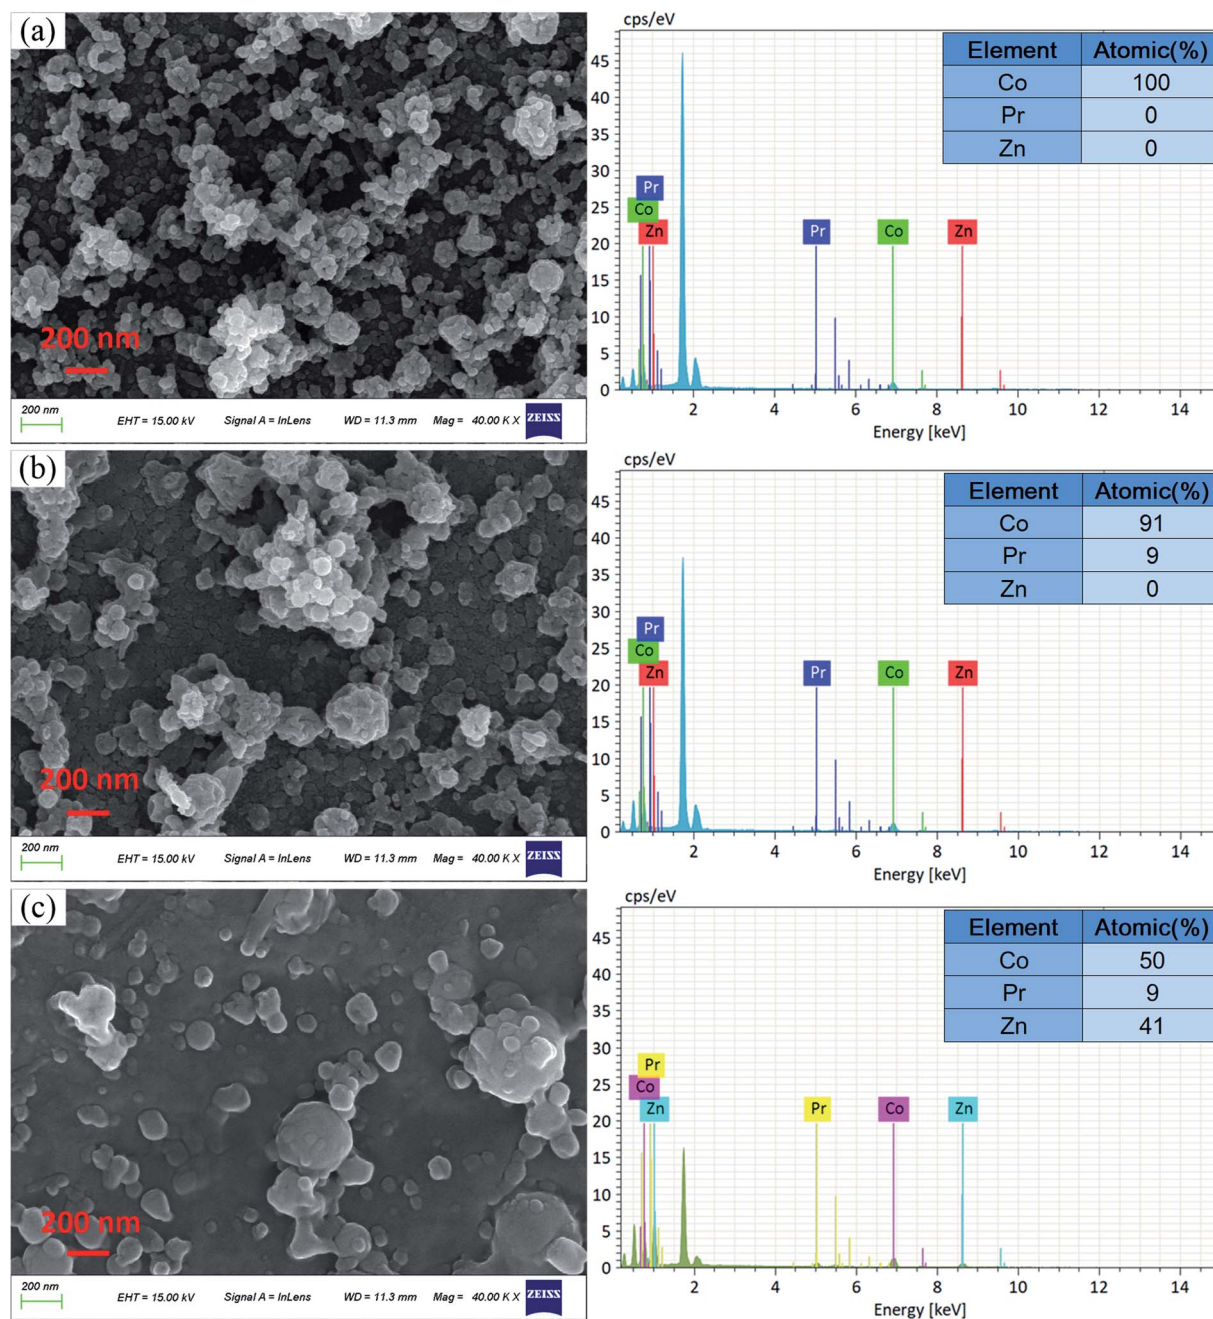 (a)
200 nm
200 nm
EHT = 15.00 kV Signal A = InLens WD = 11.3 mm Mag = 40.00 K X
ZEISS
cps/eV
45
40
35
30
25
20
15
10
5
0
Pr
Co
Zn
Pr
Co
Zn
2 4 6 8 10 12 14
Energy [keV]
Element Atomic(%)
Co 100
Pr 0
Zn 0
(b)
200 nm
200 nm
EHT = 15.00 kV Signal A = InLens WD = 11.3 mm Mag = 40.00 K X
ZEISS
cps/eV
45
40
35
30
25
20
15
10
5
0
Pr
Co
Zn
Pr
Co
Zn
2 4 6 8 10 12 14
Energy [keV]
Element Atomic(%)
Co 91
Pr 9
Zn 0
(c)
200 nm
200 nm
EHT = 15.00 kV Signal A = InLens WD = 11.3 mm Mag = 40.00 K X
ZEISS
cps/eV
45
40
35
30
25
20
15
10
5
0
Pr
Co
Zn
Pr
Co
Zn
2 4 6 8 10 12 14
Energy [keV]
Element Atomic(%)
Co 50
Pr 9
Zn 41